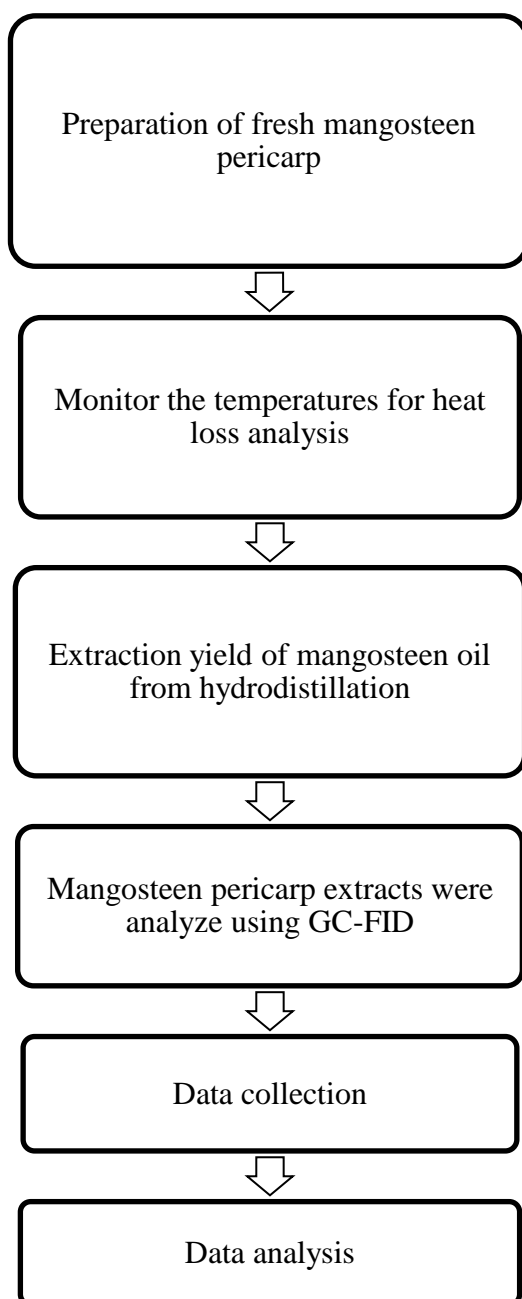 Preparation of fresh mangosteen
pericarp
Monitor the temperatures for heat
loss analysis
Extraction yield of mangosteen oil
from hydrodistillation
Mangosteen pericarp extracts were
analyze using GC-FID
Data collection
Data analysis